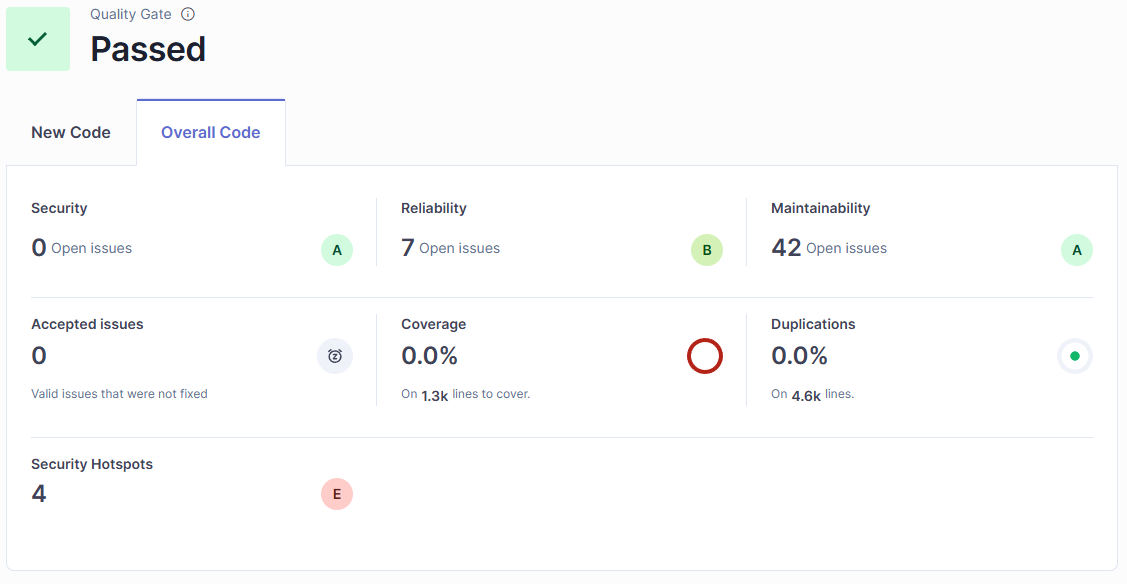 Quality Gate
Passed
New Code
Overall Code
Security
0 Open issues
A
Reliability
7 Open issues
B
Maintainability
42 Open issues
A
Accepted issues
0
Valid issues that were not fixed
Coverage
0.0%
On 1.3k lines to cover.
Duplications
0.0%
On 4.6k lines.
Security Hotspots
4
E